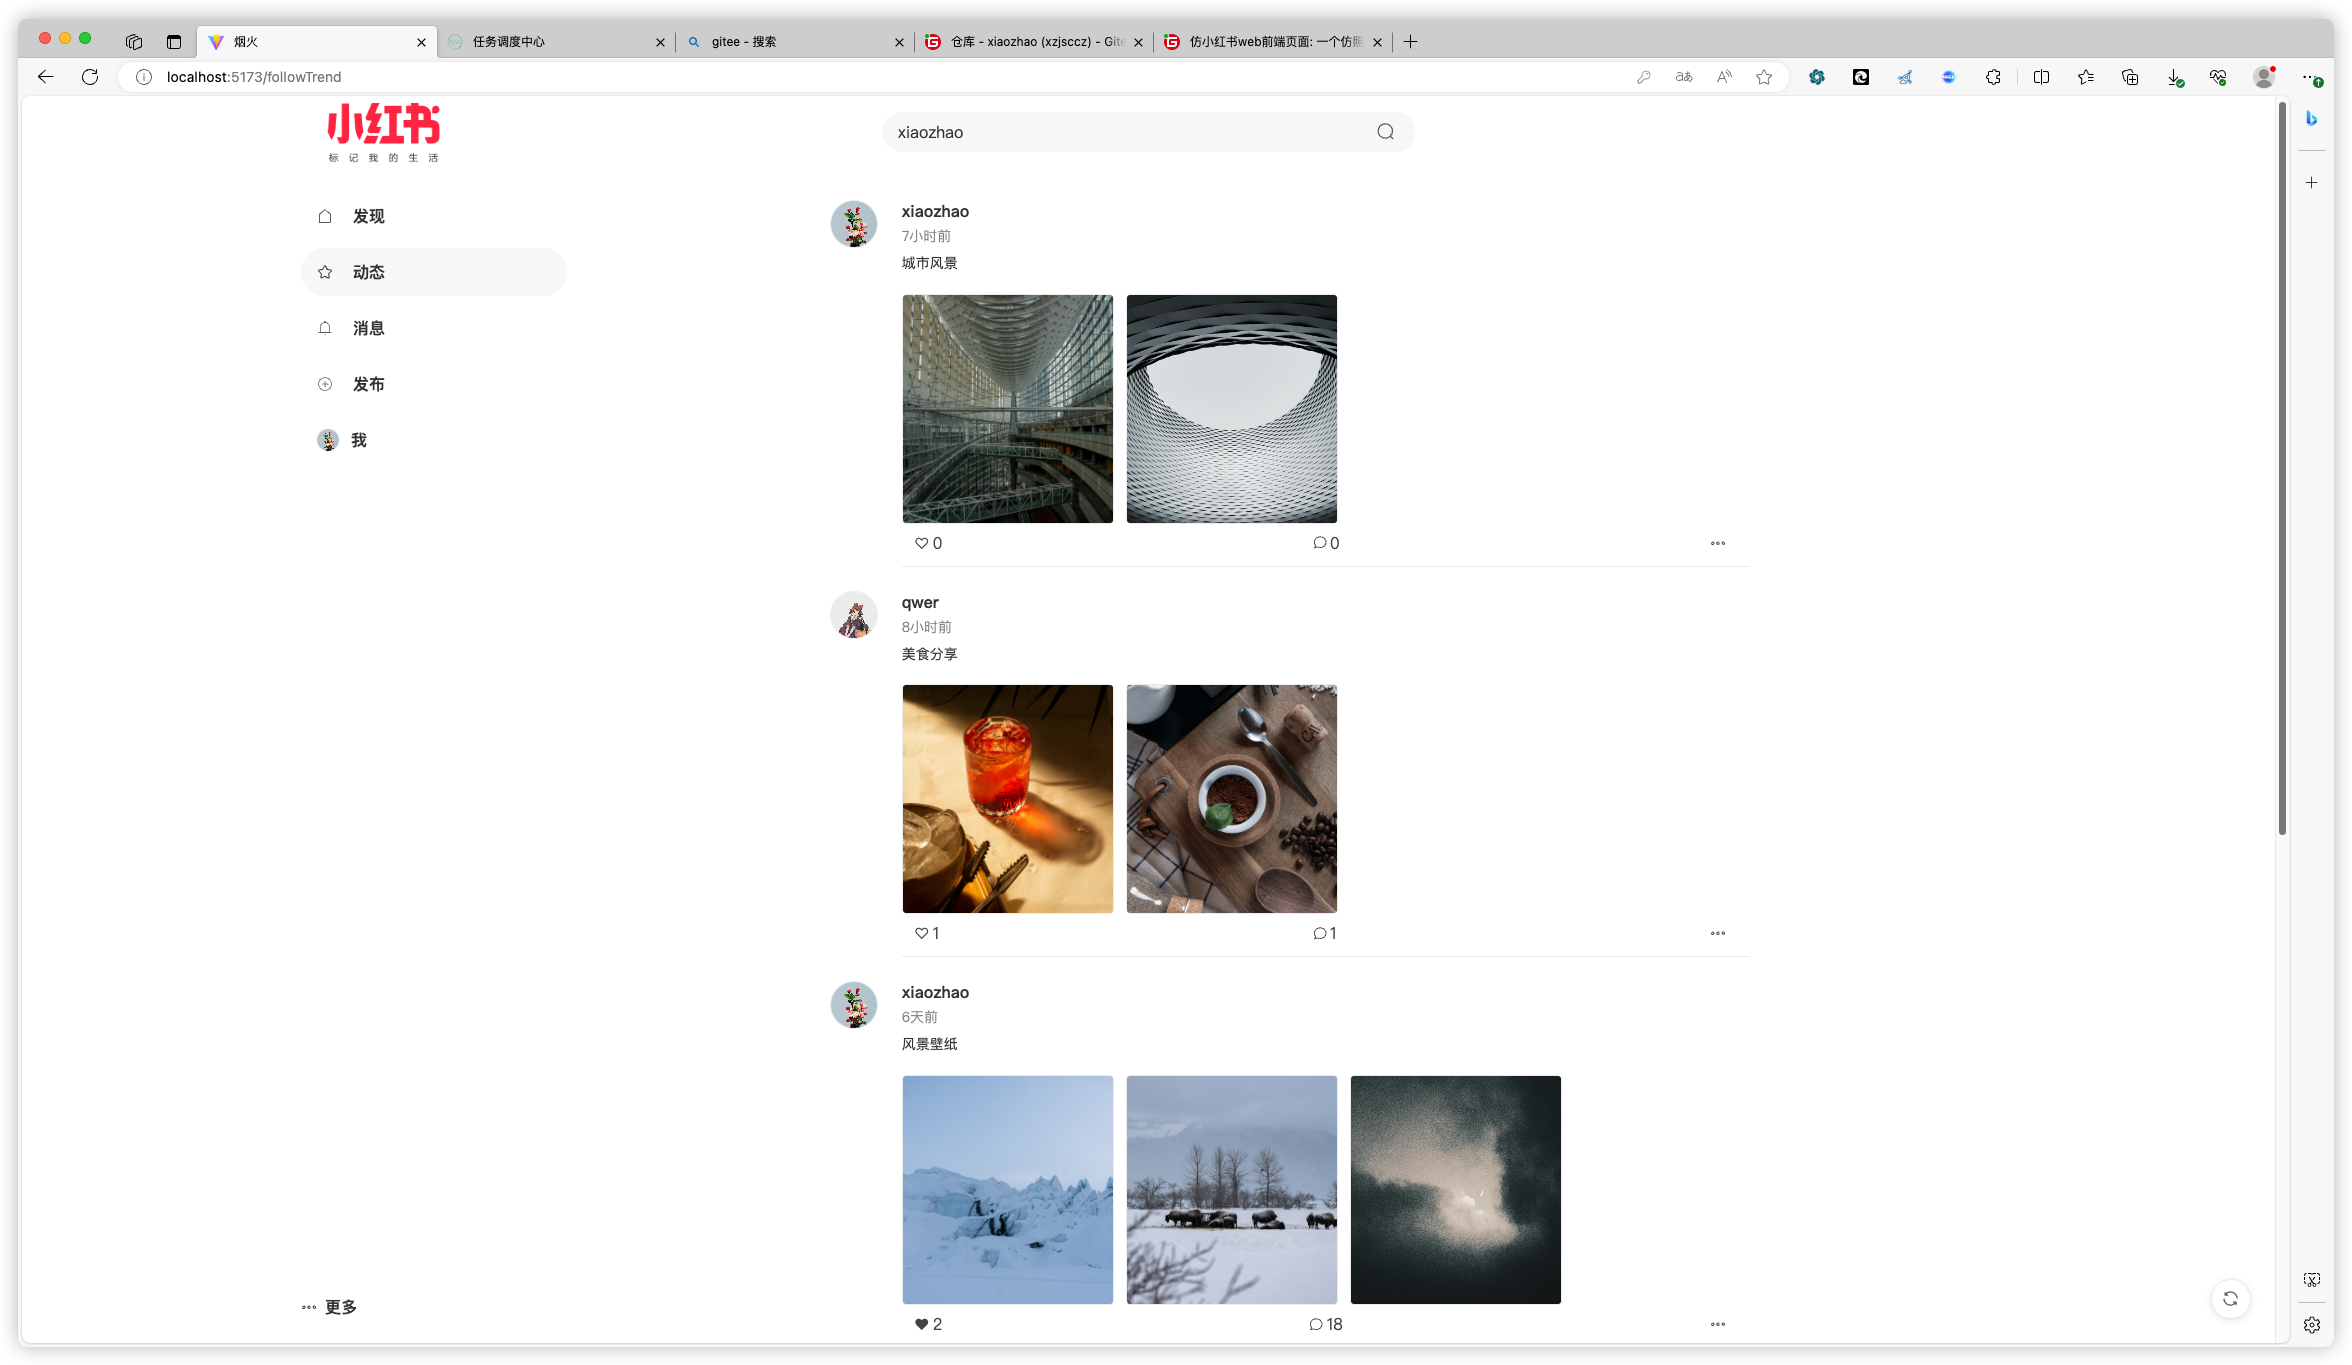 烟火
任务调度中心
gitee - 搜索
仓库 - xiaozhao (xzjsccz) - Gite
仿小红书web前端页面: 一个仿照
localhost:5173/followTrend
aあ
小红书
标记我的生活
xiaozhao
发现
动态
消息
发布
我
更多
xiaozhao
7小时前
城市风景
0
0
qwer
8小时前
美食分享
1
1
xiaozhao
6天前
风景壁纸
2
18